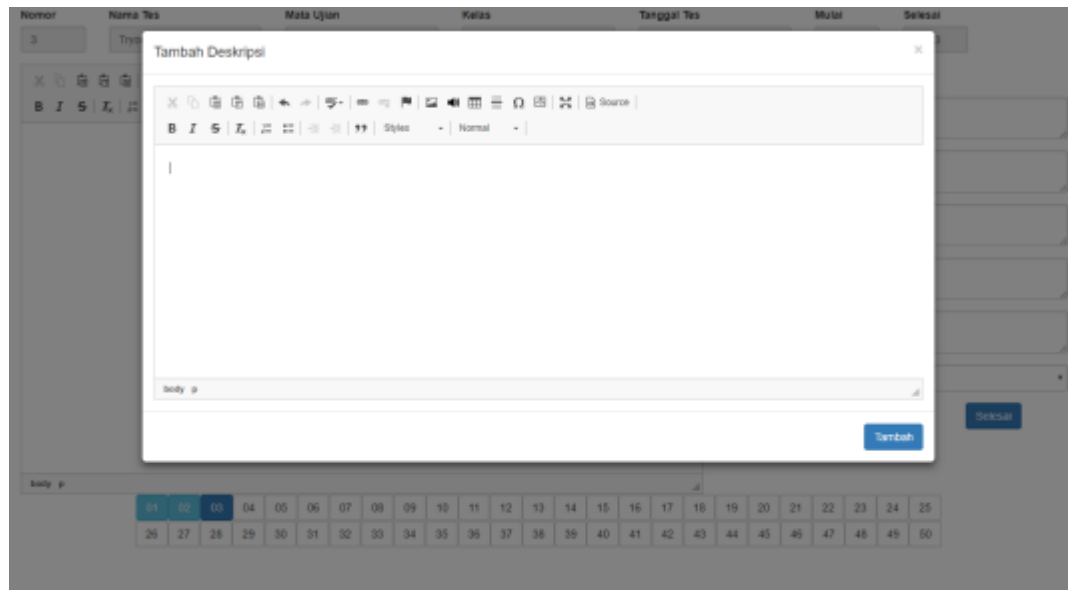 Nomor Nama Tes Mata Ujian Kelas Tanggal Tes Mulai Selesai
3
Tambah Deskripsi ×
Source
B I S Tx Styles Normal
B I S Tx
body p
Selesai
Tambah
body p
01 02 03 04 05 06 07 08 09 10 11 12 13 14 15 16 17 18 19 20 21 22 23 24 25
26 27 28 29 30 31 32 33 34 35 36 37 38 39 40 41 42 43 44 45 46 47 48 49 50